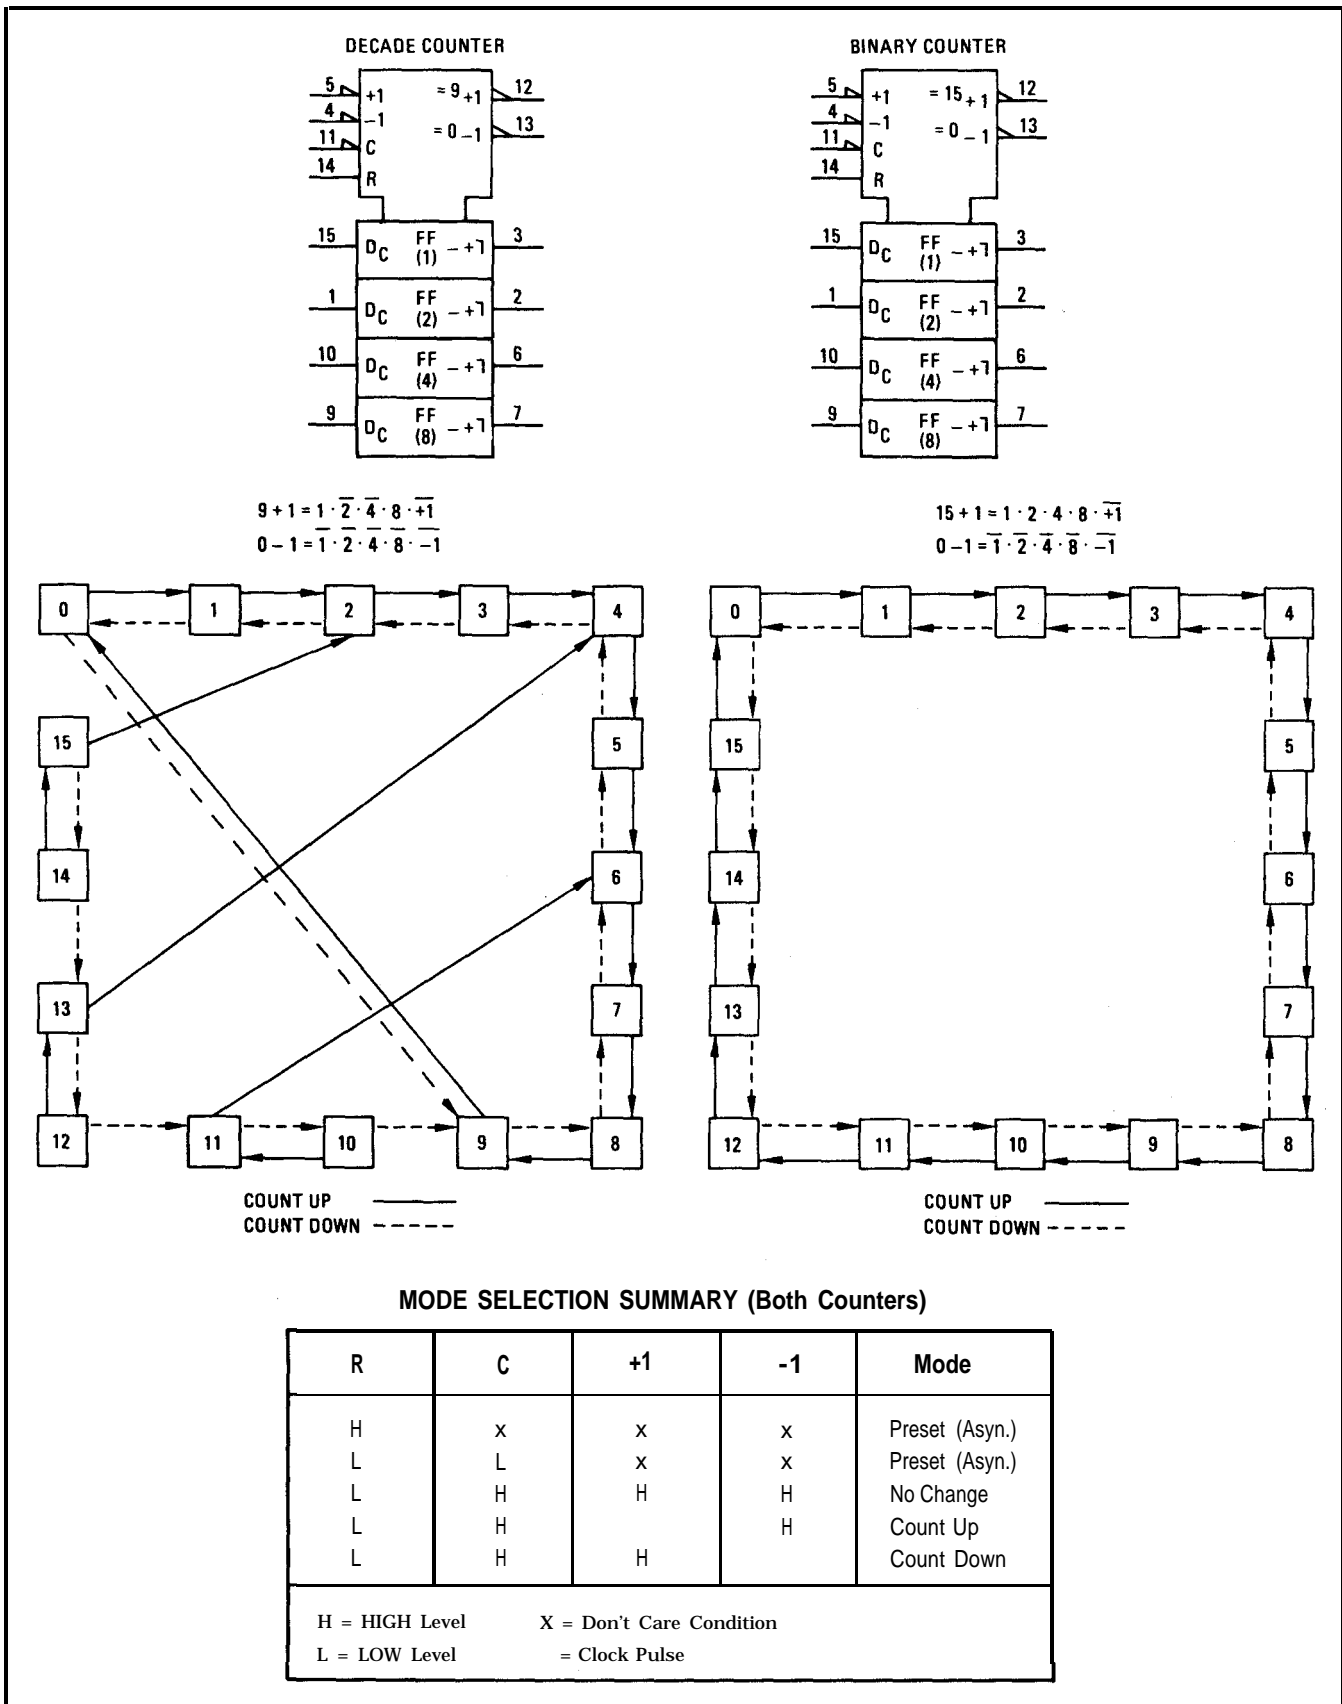 DECADE COUNTER
5 +1 = 9 +1 12
4 -1 = 0 -1 13
11 C
14 R
15 DC FF (1) – +ㄱ 3
1 DC FF (2) – +ㄱ 2
10 DC FF (4) – +ㄱ 6
9 DC FF (8) – +ㄱ 7
BINARY COUNTER
5 +1 = 15 +1 12
4 -1 = 0 – 1 13
11 C
14 R
15 DC FF (1) – +ㄱ 3
1 DC FF (2) – +ㄱ 2
10 DC FF (4) – +ㄱ 6
9 DC FF (8) – +ㄱ 7
9 + 1 = 1 · 2̅ · 4̅ · 8 · +̅1̅
0 – 1 = 1̅ · 2̅ · 4̅ · 8̅ · -̅1̅
15 + 1 = 1 · 2 · 4 · 8 · +̅1̅
0 – 1 = 1̅ · 2̅ · 4̅ · 8̅ · -̅1̅
0 1 2 3 4
15 5
14 6
13 7
12 11 10 9 8
COUNT UP
COUNT DOWN
0 1 2 3 4
15 5
14 6
13 7
12 11 10 9 8
COUNT UP
COUNT DOWN
MODE SELECTION SUMMARY (Both Counters)
R C +1 -1 Mode
H x x x Preset (Asyn.)
L L x x Preset (Asyn.)
L H H H No Change
L H H Count Up
L H H Count Down
H = HIGH Level X = Don't Care Condition
L = LOW Level = Clock Pulse